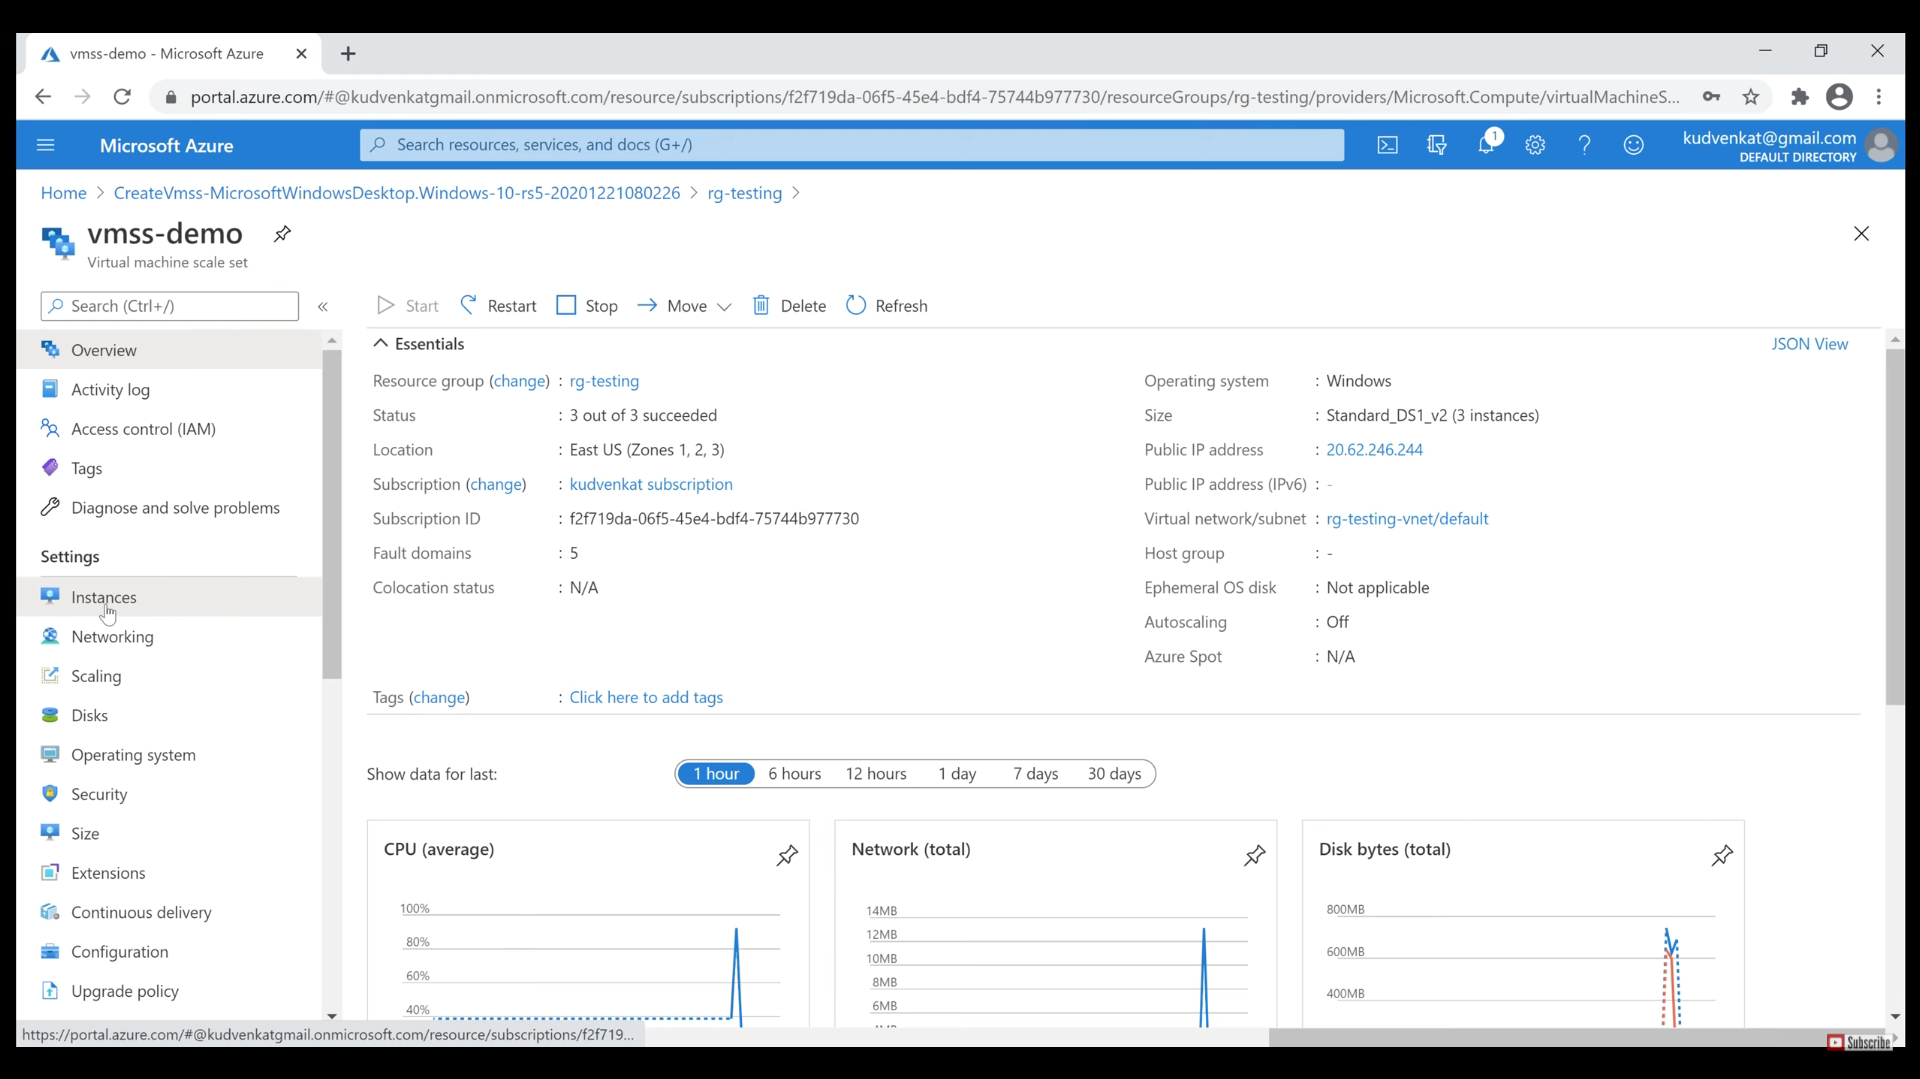 vmss-demo - Microsoft Azure
portal.azure.com/#@kudvenkatgmail.onmicrosoft.com/resource/subscriptions/f2f719da-06f5-45e4-bdf4-75744b977730/resourceGroups/rg-testing/providers/Microsoft.Compute/virtualMachineS...
Microsoft Azure
Search resources, services, and docs (G+/)
1
kudvenkat@gmail.com
DEFAULT DIRECTORY
Home > CreateVmss-MicrosoftWindowsDesktop.Windows-10-rs5-20201221080226 > rg-testing >
vmss-demo
Virtual machine scale set
Search (Ctrl+/)
«
Start
Restart
Stop
Move
Delete
Refresh
Overview
Activity log
Access control (IAM)
Tags
Diagnose and solve problems
Settings
Instances
Networking
Scaling
Disks
Operating system
Security
Size
Extensions
Continuous delivery
Configuration
Upgrade policy
Essentials
JSON View
Resource group (change) : rg-testing
Status : 3 out of 3 succeeded
Location : East US (Zones 1, 2, 3)
Subscription (change) : kudvenkat subscription
Subscription ID : f2f719da-06f5-45e4-bdf4-75744b977730
Fault domains : 5
Colocation status : N/A
Operating system : Windows
Size : Standard_DS1_v2 (3 instances)
Public IP address : 20.62.246.244
Public IP address (IPv6) : -
Virtual network/subnet : rg-testing-vnet/default
Host group : -
Ephemeral OS disk : Not applicable
Autoscaling : Off
Azure Spot : N/A
Tags (change) : Click here to add tags
Show data for last:
1 hour
6 hours
12 hours
1 day
7 days
30 days
CPU (average)
100%
80%
60%
40%
Network (total)
14MB
12MB
10MB
8MB
6MB
Disk bytes (total)
800MB
600MB
400MB
https://portal.azure.com/#@kudvenkatgmail.onmicrosoft.com/resource/subscriptions/f2f719...
Subscribe